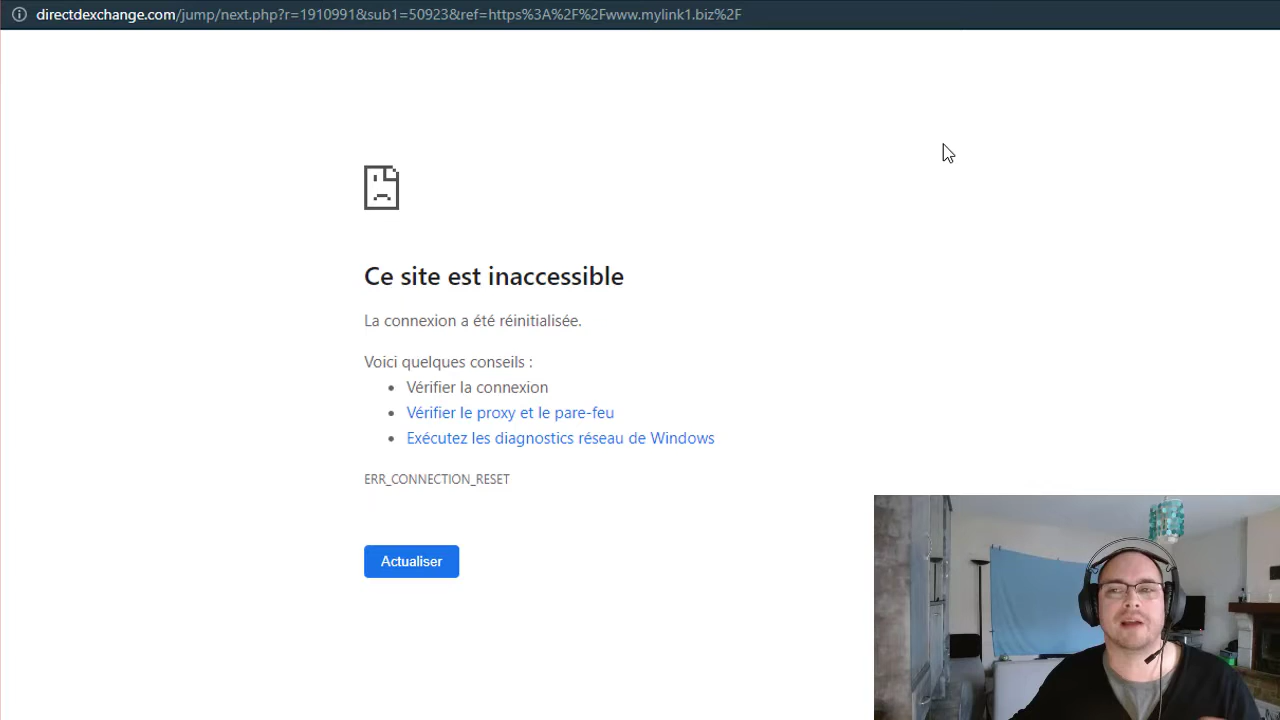 directdexchange.com/jump/next.php?r=1910991&sub1=50923&ref=https%3A%2F%2Fwww.mylink1.biz%2F
Ce site est inaccessible
La connexion a été réinitialisée.
Voici quelques conseils :
• Vérifier la connexion
• Vérifier le proxy et le pare-feu
• Exécutez les diagnostics réseau de Windows
ERR_CONNECTION_RESET
Actualiser